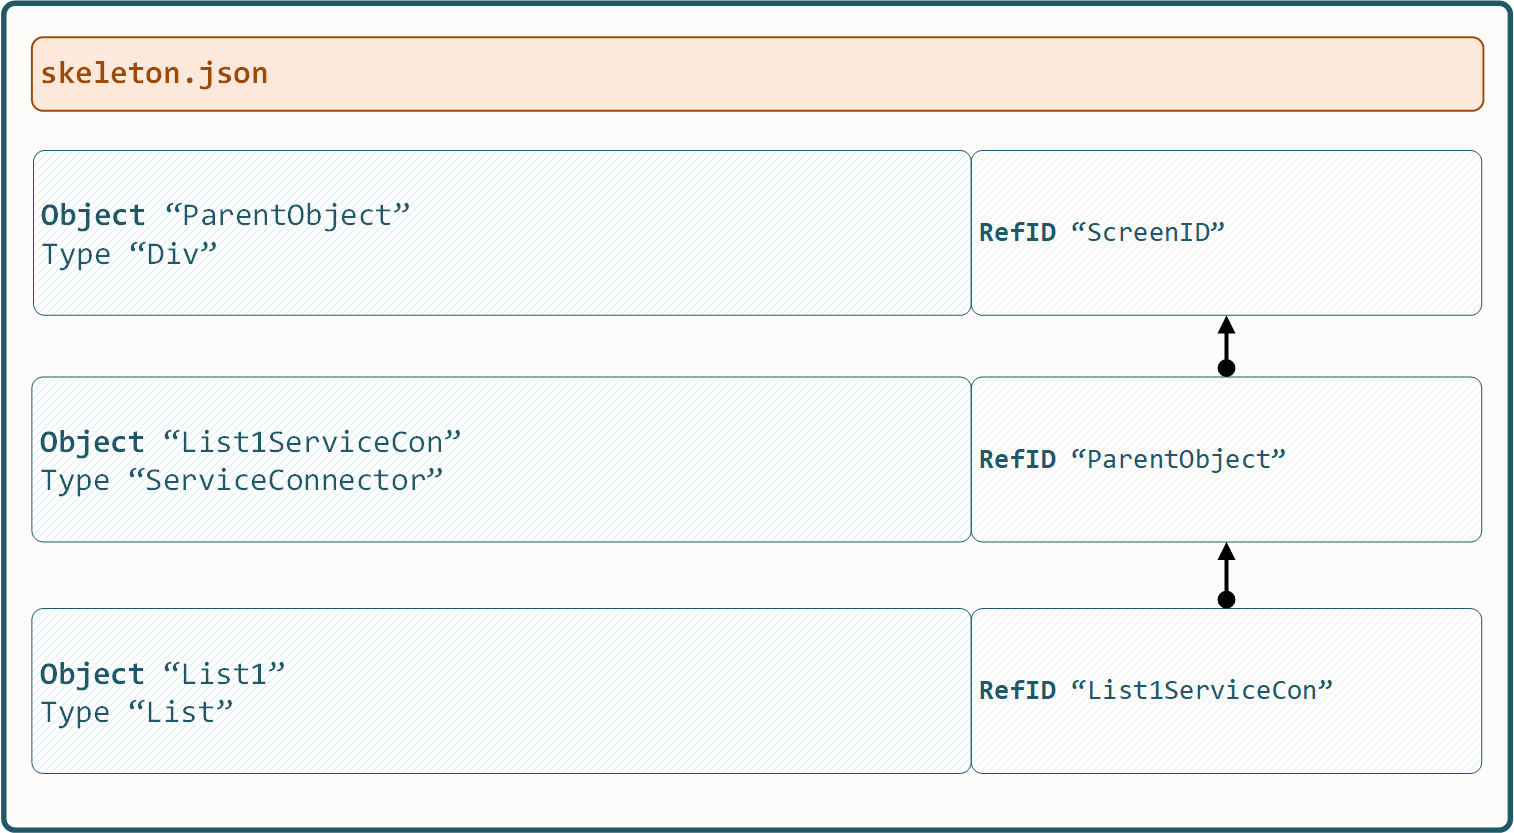 skeleton.json
Object “ParentObject”
Type “Div”
RefID “ScreenID”
Object “List1ServiceCon”
Type “ServiceConnector”
RefID “ParentObject”
Object “List1”
Type “List”
RefID “List1ServiceCon”